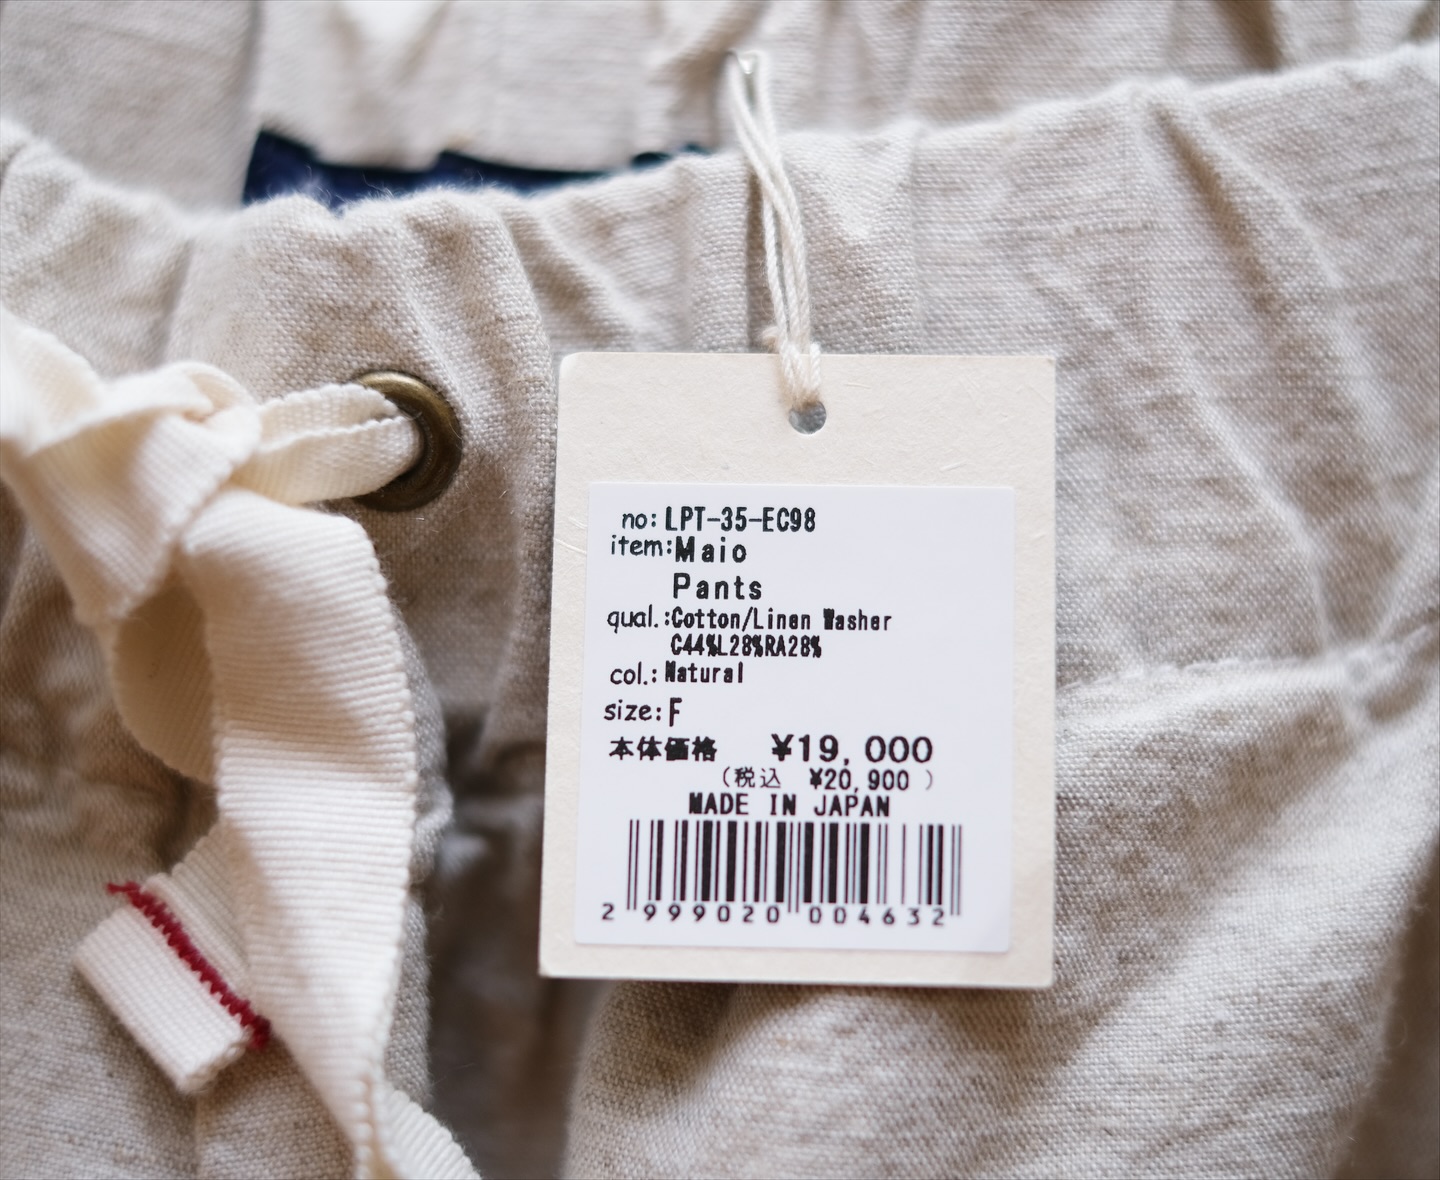 no: LPT-35-EC98
item: Maio
Pants
qual.: Cotton/Linen Washer
C44%L28%RA28%
col.: Natural
size: F
本体価格 ¥19,000
(税込 ¥20,900 )
MADE IN JAPAN
2 999020 004632